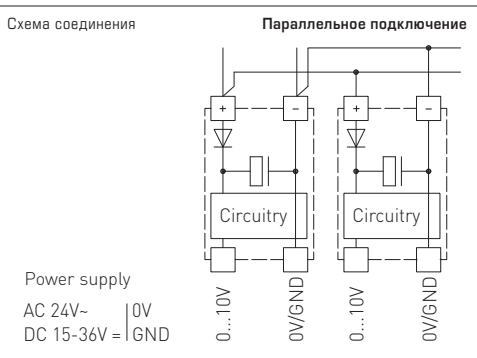 Схема соединения
Параллельное подключение
+ − + −
Circuitry Circuitry
Power supply
AC 24V~ 0V
DC 15-36V = GND
0...10V
0V/GND
0...10V
0V/GND